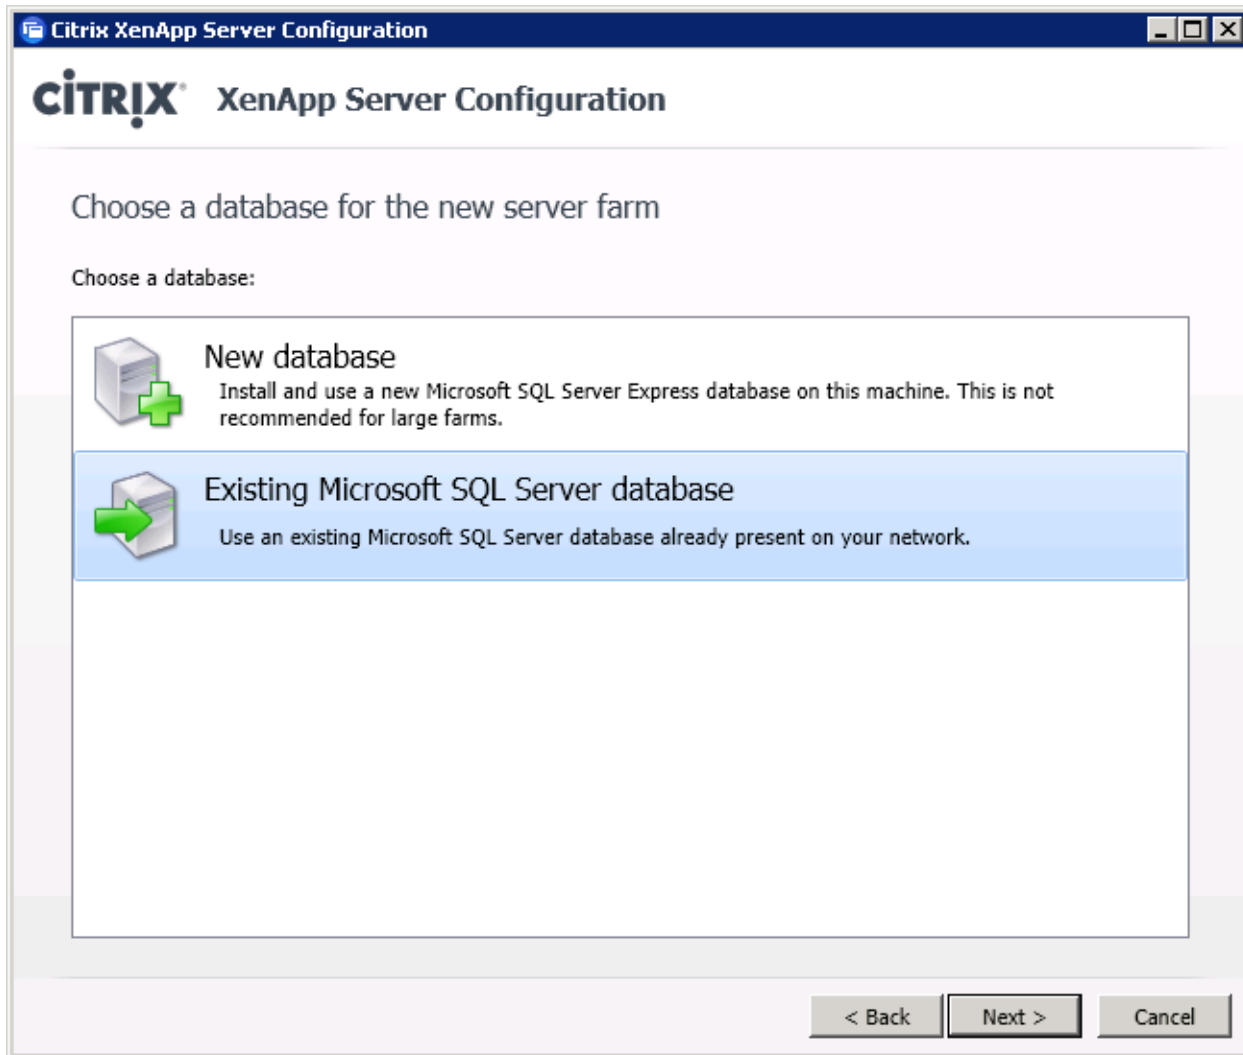 Citrix XenApp Server Configuration
CİTRIX® XenApp Server Configuration
Choose a database for the new server farm
Choose a database:
New database
Install and use a new Microsoft SQL Server Express database on this machine. This is not
recommended for large farms.
Existing Microsoft SQL Server database
Use an existing Microsoft SQL Server database already present on your network.
< Back Next > Cancel